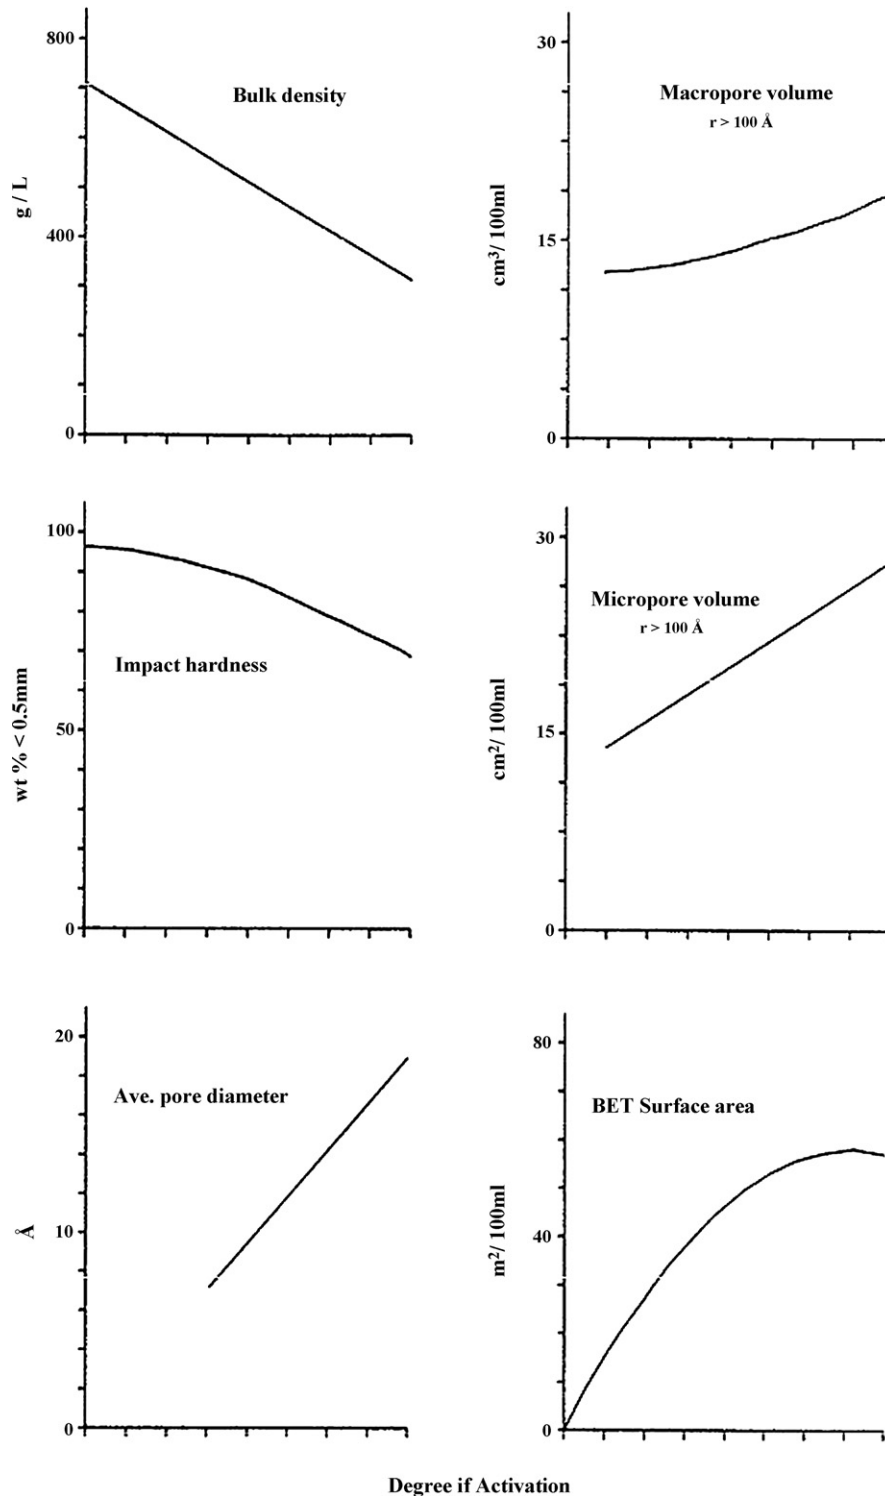 800
400
0
g / L
Bulk density
30
15
0
cm³/ 100ml
Macropore volume
r > 100 Å
100
50
0
wt % < 0.5mm
Impact hardness
30
15
0
cm²/ 100ml
Micropore volume
r > 100 Å
20
10
0
Å
Ave. pore diameter
80
40
0
m²/ 100ml
BET Surface area
Degree if Activation